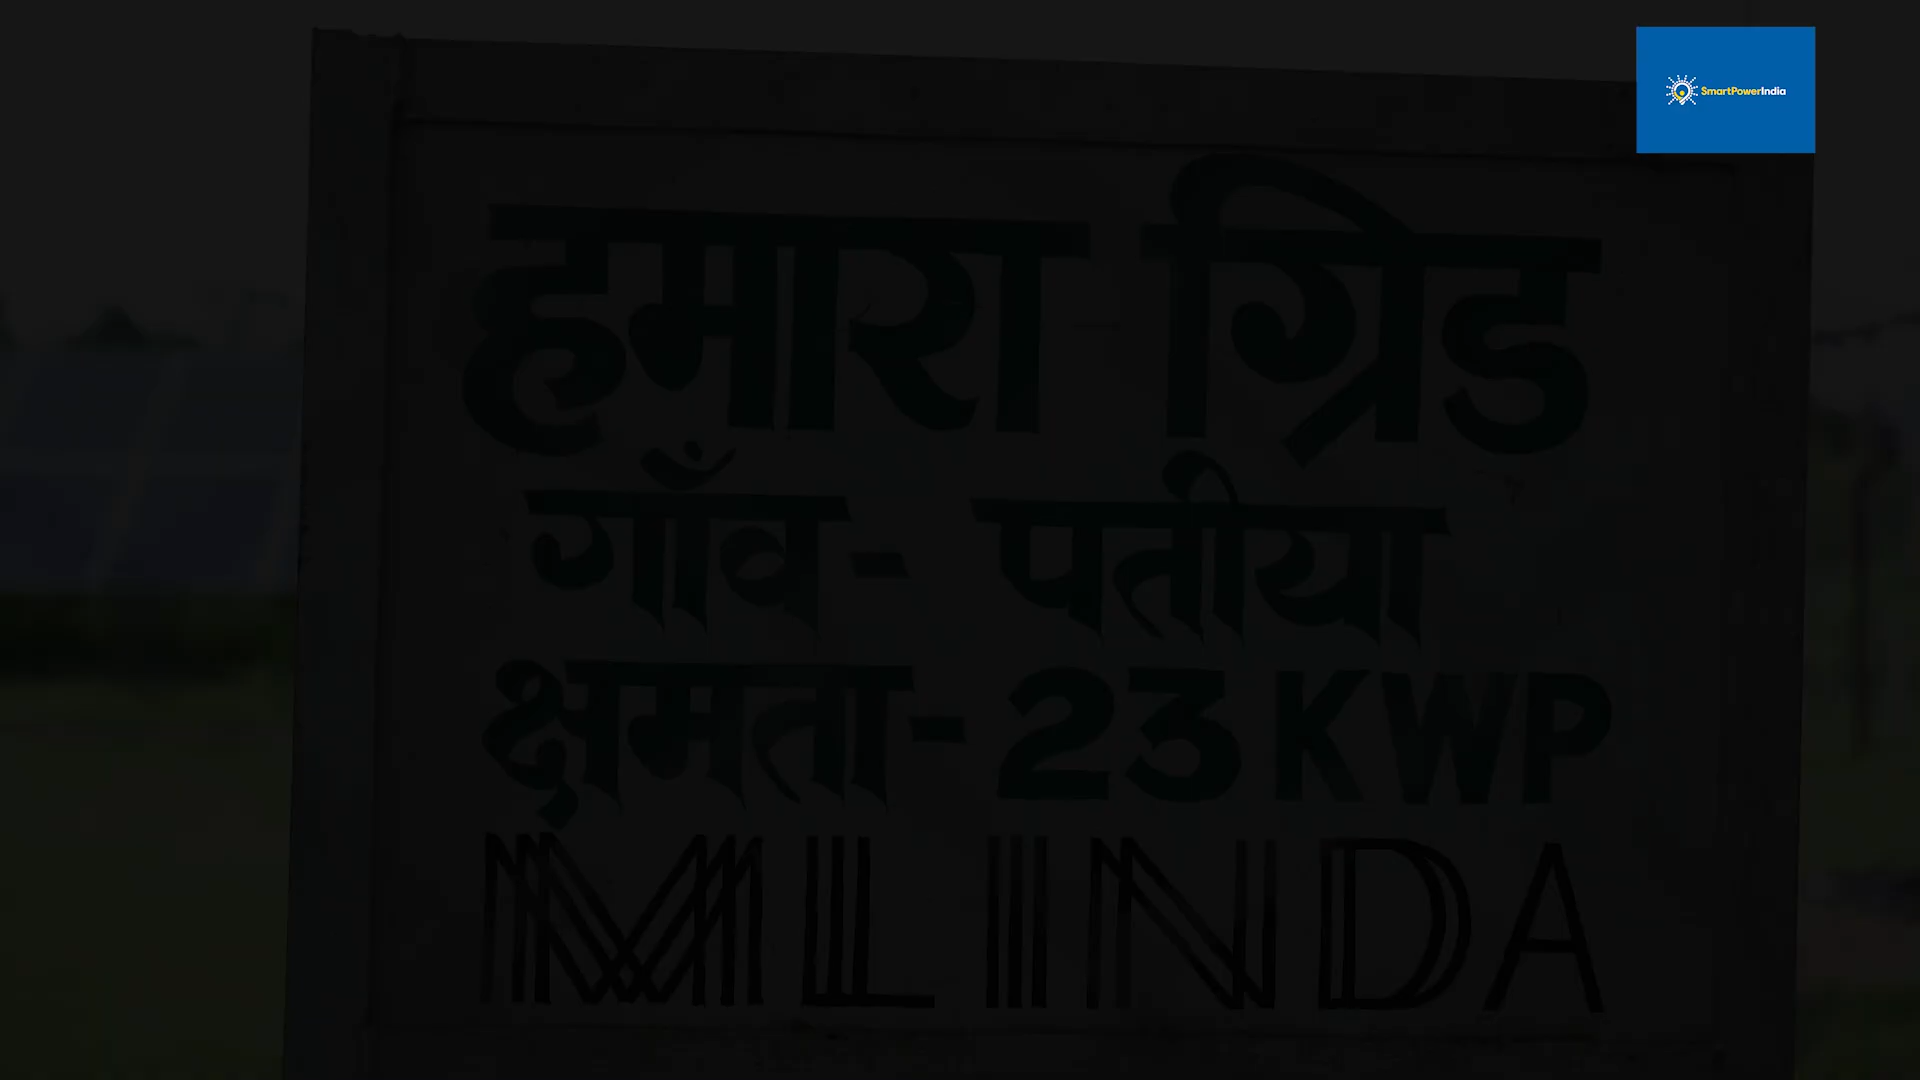 SmartPowerIndia
हमारा ग्रिड
गाँव - पतीया
क्षमता - 23 KWP
MLINDA